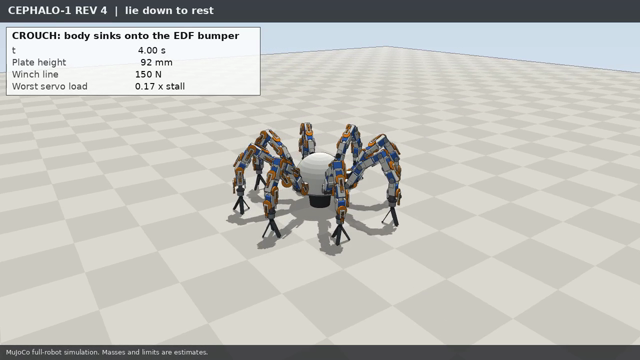 CEPHALO-1 REV 4 | lie down to rest
CROUCH: body sinks onto the EDF bumper
t 4.00 s
Plate height 92 mm
Winch line 150 N
Worst servo load 0.17 x stall
MuJoCo full-robot simulation. Masses and limits are estimates.